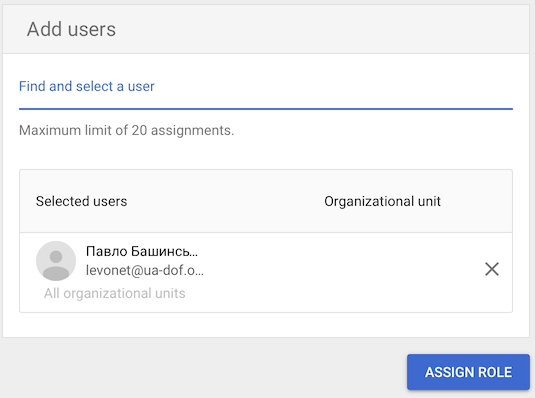 Add users
Find and select a user
Maximum limit of 20 assignments.
Selected users Organizational unit
Павло Башинсь...
levonet@ua-dof.o...
All organizational units
ASSIGN ROLE